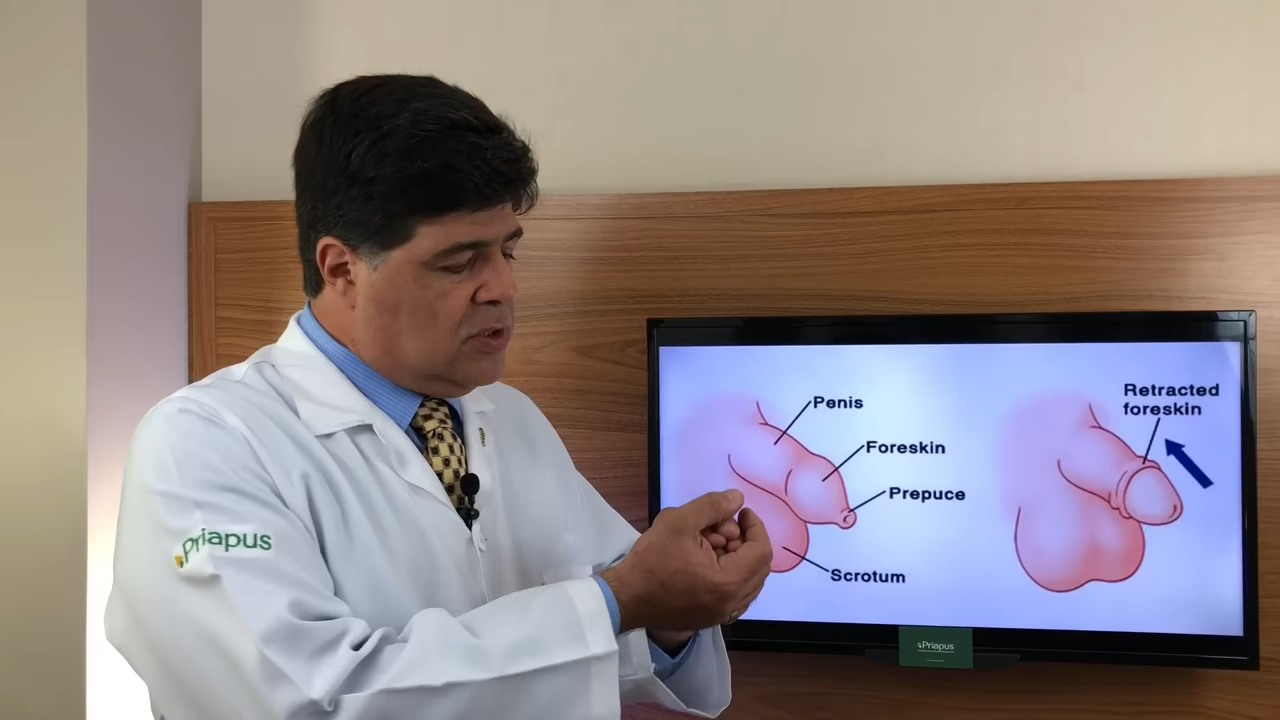 Priapus
Penis
Foreskin
Prepuce
Scrotum
Retracted
foreskin
Priapus